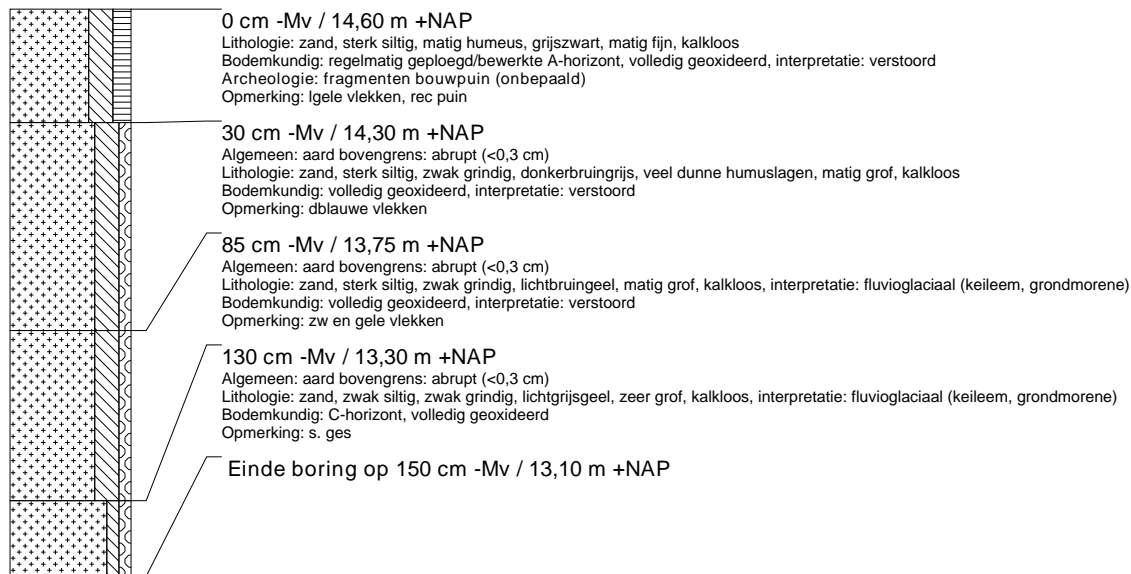 0 cm -Mv / 14,60 m +NAP
Lithologie: zand, sterk siltig, matig humeus, grijszwart, matig fijn, kalkloos
Bodemkundig: regelmatig geploegd/bewerkte A-horizont, volledig geoxideerd, interpretatie: verstoord
Archeologie: fragmenten bouwpuin (onbepaald)
Opmerking: lgele vlekken, rec puin
30 cm -Mv / 14,30 m +NAP
Algemeen: aard bovengrens: abrupt (<0,3 cm)
Lithologie: zand, sterk siltig, zwak grindig, donkerbruingrijs, veel dunne humuslagen, matig grof, kalkloos
Bodemkundig: volledig geoxideerd, interpretatie: verstoord
Opmerking: dblauwe vlekken
85 cm -Mv / 13,75 m +NAP
Algemeen: aard bovengrens: abrupt (<0,3 cm)
Lithologie: zand, sterk siltig, zwak grindig, lichtbruingeel, matig grof, kalkloos, interpretatie: fluvioglaciaal (keileem, grondmorene)
Bodemkundig: volledig geoxideerd, interpretatie: verstoord
Opmerking: zw en gele vlekken
130 cm -Mv / 13,30 m +NAP
Algemeen: aard bovengrens: abrupt (<0,3 cm)
Lithologie: zand, zwak siltig, zwak grindig, lichtgrijsgeel, zeer grof, kalkloos, interpretatie: fluvioglaciaal (keileem, grondmorene)
Bodemkundig: C-horizont, volledig geoxideerd
Opmerking: s. ges
Einde boring op 150 cm -Mv / 13,10 m +NAP